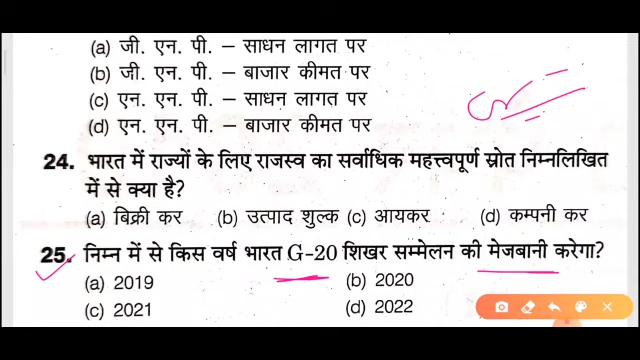 (a) जी. एन. पी. – साधन लागत पर
(b) जी. एन. पी. – बाजार कीमत पर
(c) एन. एन. पी. – साधन लागत पर
(d) एन. एन. पी. – बाजार कीमत पर
24. भारत में राज्यों के लिए राजस्व का सर्वाधिक महत्त्वपूर्ण स्रोत निम्नलिखित
में से क्या है?
(a) बिक्री कर (b) उत्पाद शुल्क (c) आयकर (d) कम्पनी कर
25. निम्न में से किस वर्ष भारत G-20 शिखर सम्मेलन की मेजबानी करेगा?
(a) 2019 (b) 2020
(c) 2021 (d) 2022